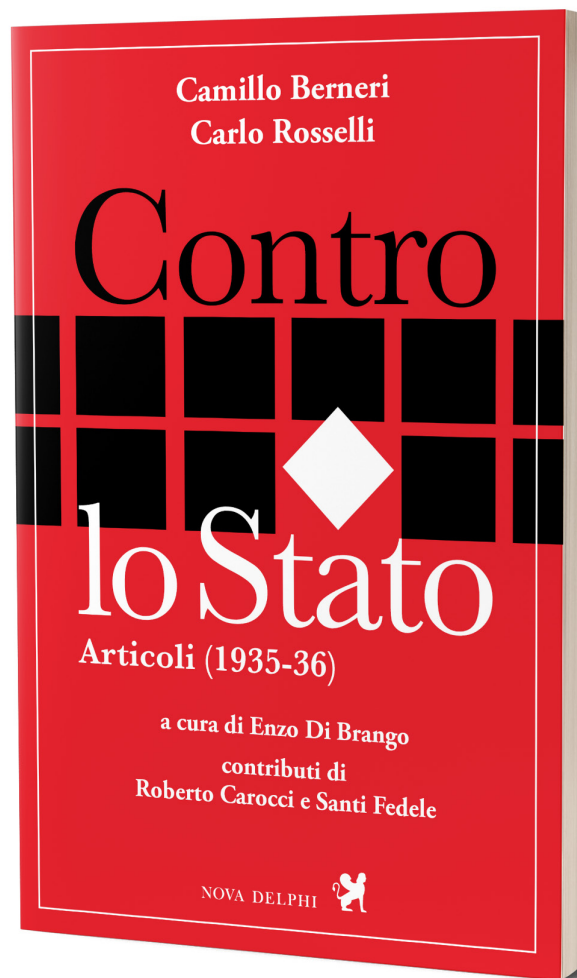 Camillo Berneri
Carlo Rosselli
Contro
lo Stato
Articoli (1935-36)
a cura di Enzo Di Brango
contributi di
Roberto Carocci e Santi Fedele
NOVA DELPHI